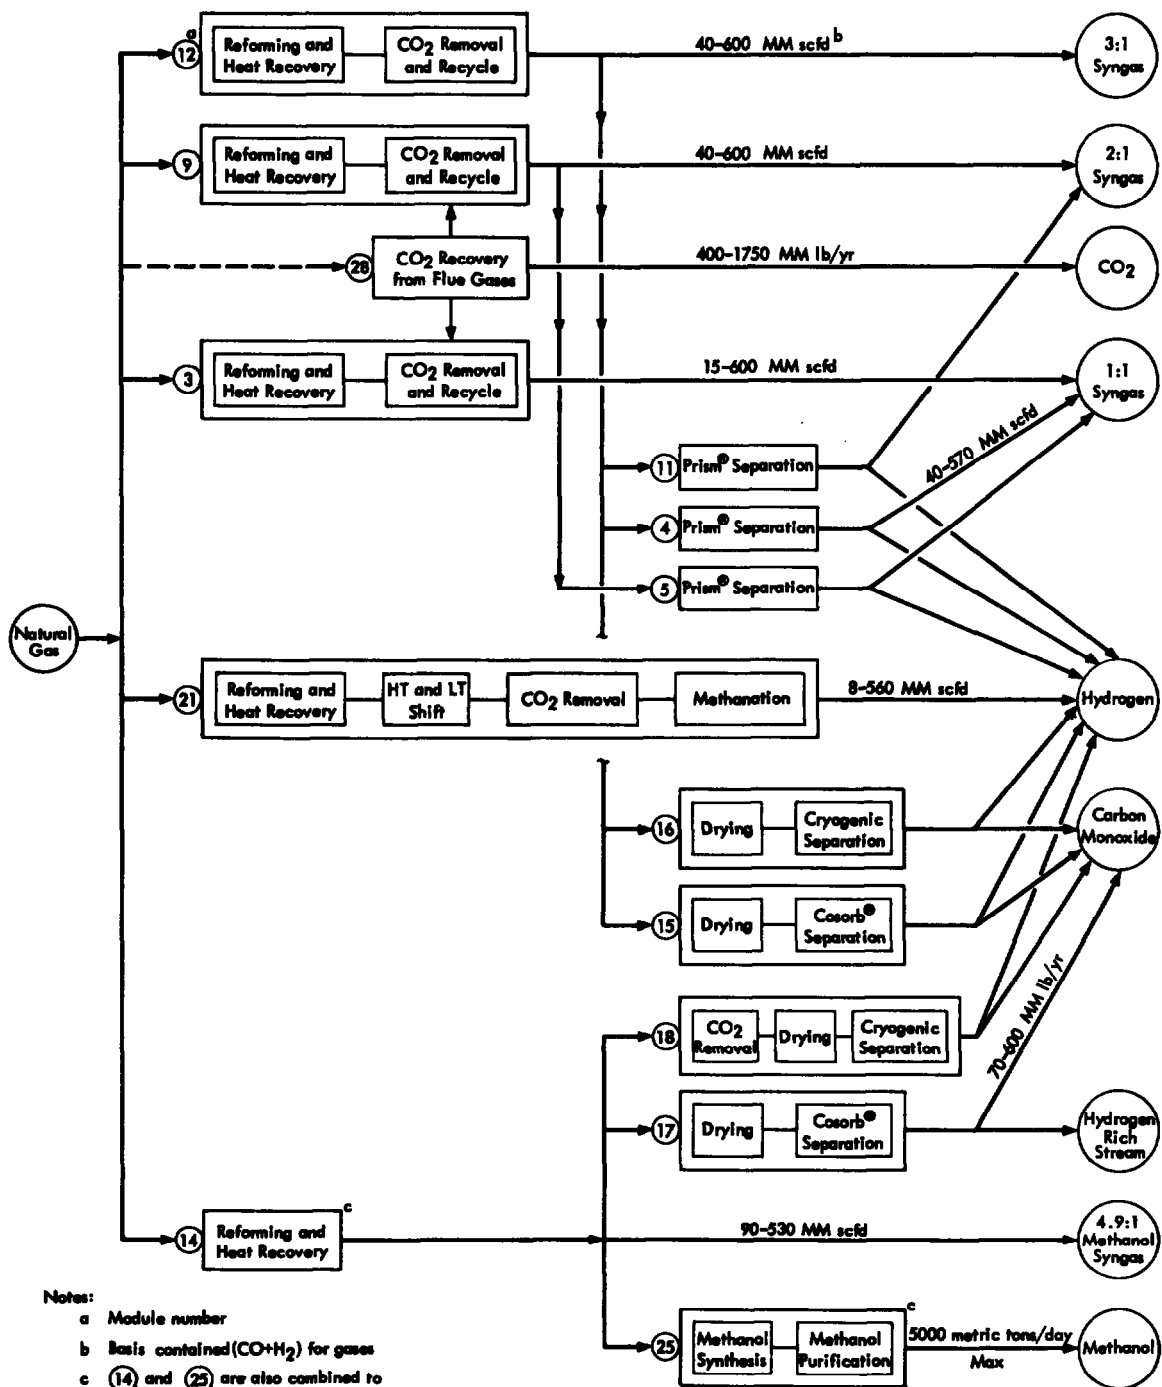 a
12
Reforming and
Heat Recovery
CO2 Removal
and Recycle
40-600 MM scfd b
3:1
Syngas
9
Reforming and
Heat Recovery
CO2 Removal
and Recycle
40-600 MM scfd
2:1
Syngas
28
CO2 Recovery
from Flue Gases
400-1750 MM lb/yr
CO2
3
Reforming and
Heat Recovery
CO2 Removal
and Recycle
15-600 MM scfd
1:1
Syngas
11
Prism® Separation
40-570 MM scfd
4
Prism® Separation
5
Prism® Separation
Natural
Gas
21
Reforming and
Heat Recovery
HT and LT
Shift
CO2 Removal
Methanation
8-560 MM scfd
Hydrogen
16
Drying
Cryogenic
Separation
Carbon
Monoxide
15
Drying
Cosorb®
Separation
18
CO2
Removal
Drying
Cryogenic
Separation
70-600 MM lb/yr
17
Drying
Cosorb®
Separation
Hydrogen
Rich
Stream
14
Reforming and
Heat Recovery
c
90-530 MM scfd
4.9:1
Methanol
Syngas
25
Methanol
Synthesis
Methanol
Purification
c
5000 metric tons/day
Max
Methanol
Notes:
a Module number
b Basis contained (CO+H2) for gases
c 14 and 25 are also combined to